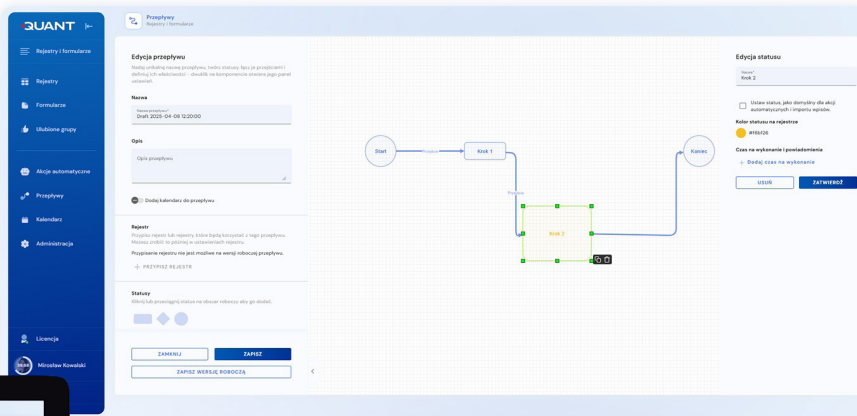 QUANT
Rejestry i formularze
Rejestry
Formularze
Ulubione grupy
Akcje automatyczne
Przepływy
Kalendarz
Administracja
Licencja
Mirosław Kowalski
Przepływy
Rejestry i formularze
Edycja przepływu
Nadaj unikalną nazwę przepływu, twórz statusy, łącz je przejściami i
definiuj ich właściwości - dwuklik na komponencie otwiera jego panel
ustawień.
Nazwa
Nazwa przepływu*
Draft 2025-04-08 12:20:00
Opis
Opis przepływu
Dodaj kalendarz do przepływu
Rejestr
Przypisz rejestr lub rejestry które będą korzystać z tego przepływu.
Możesz zrobić to później w ustawieniach rejestru.
Przypisanie rejestru nie jest możliwe na wersji roboczej przepływu.
+ PRZYPISZ REJESTR
Statusy
Kliknij lub przeciągnij status na obszar roboczy aby go dodać.
ZAMKNIJ
ZAPISZ
ZAPISZ WERSJĘ ROBOCZĄ
Start
Przejście
Krok 1
Przejście
Krok 2
Koniec
Edycja statusu
Nazwa*
Krok 2
Ustaw status, jako domyślny dla akcji
automatycznych i importu wpisów.
Kolor statusu na rejestrze
#f6bf26
Czas na wykonanie i powiadomienia
+ Dodaj czas na wykonanie
USUŃ
ZATWIERDŹ